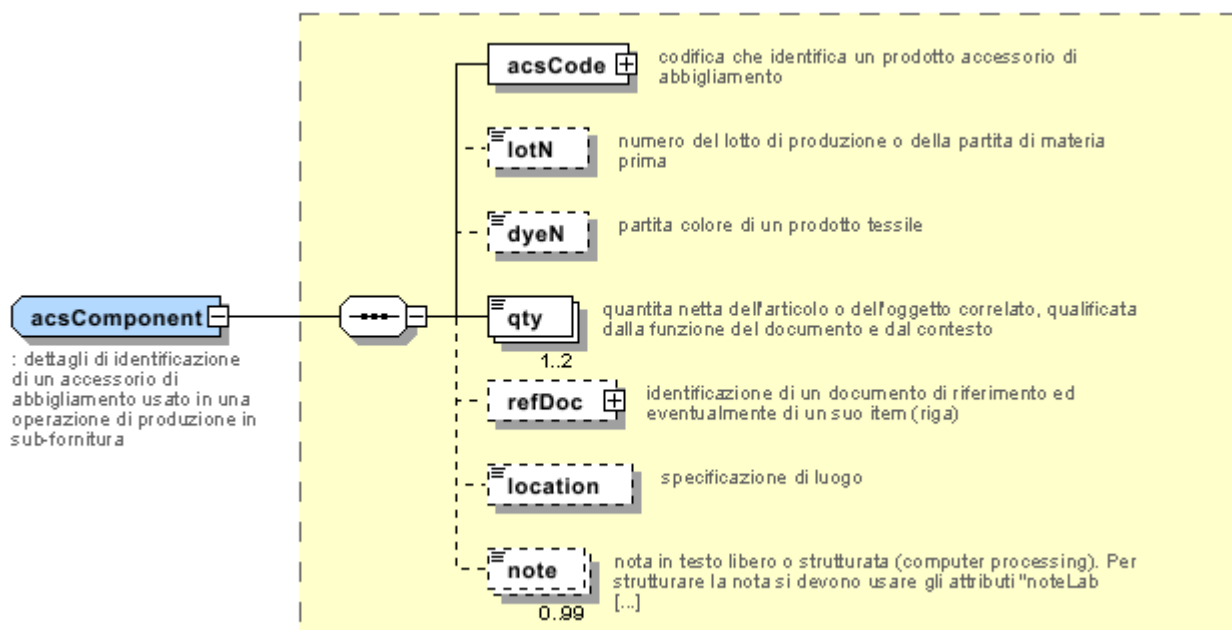 acsCode
codifica che identifica un prodotto accessorio di
abbigliamento
lotN
numero del lotto di produzione o della partita di materia
prima
dyeN
partita colore di un prodotto tessile
acsComponent
: dettagli di identificazione
di un accessorio di
abbigliamento usato in una
operazione di produzione in
sub-fornitura
qty
1..2
quantita netta dell'articolo o dell'oggetto correlato, qualificata
dalla funzione del documento e dal contesto
refDoc
identificazione di un documento di riferimento ed
eventualmente di un suo item (riga)
location
specificazione di luogo
note
0..99
nota in testo libero o strutturata (computer processing). Per
strutturare la nota si devono usare gli attributi "noteLab
[...]